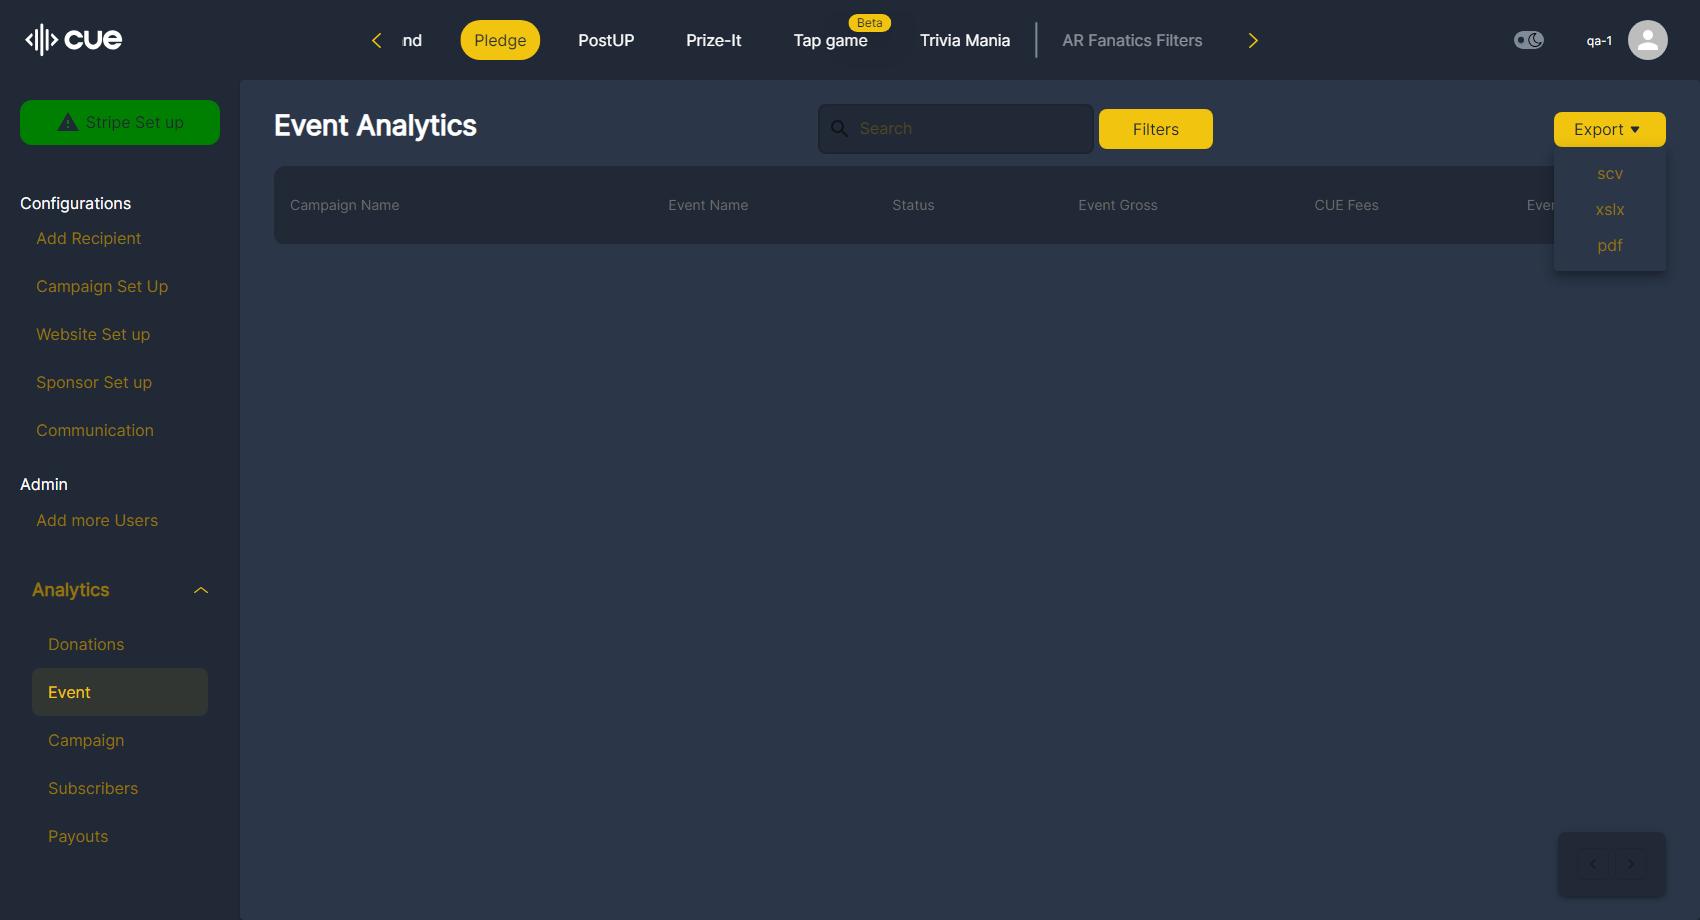 cue
nd
Pledge
PostUP
Prize-It
Tap game
Beta
Trivia Mania
AR Fanatics Filters
qa-1
Stripe Set up
Configurations
Add Recipient
Campaign Set Up
Website Set up
Sponsor Set up
Communication
Admin
Add more Users
Analytics
Donations
Event
Campaign
Subscribers
Payouts
Event Analytics
Search
Filters
Export
scv
xslx
pdf
Campaign Name
Event Name
Status
Event Gross
CUE Fees
Even